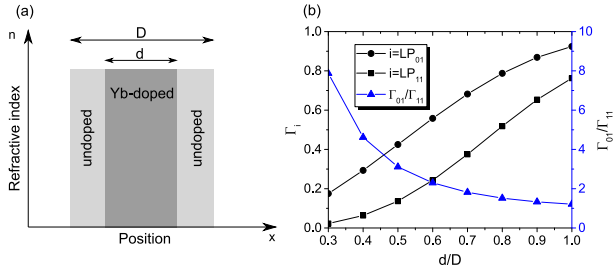 (a)
n
D
d
Yb-doped
undoped
undoped
Refractive index
Position
x
(b)
i=LP₀₁
i=LP₁₁
Γ₀₁/Γ₁₁
Γᵢ
1.0
0.8
0.6
0.4
0.2
0.0
10
8
6
4
2
0
Γ₀₁/Γ₁₁
0.3 0.4 0.5 0.6 0.7 0.8 0.9 1.0
d/D